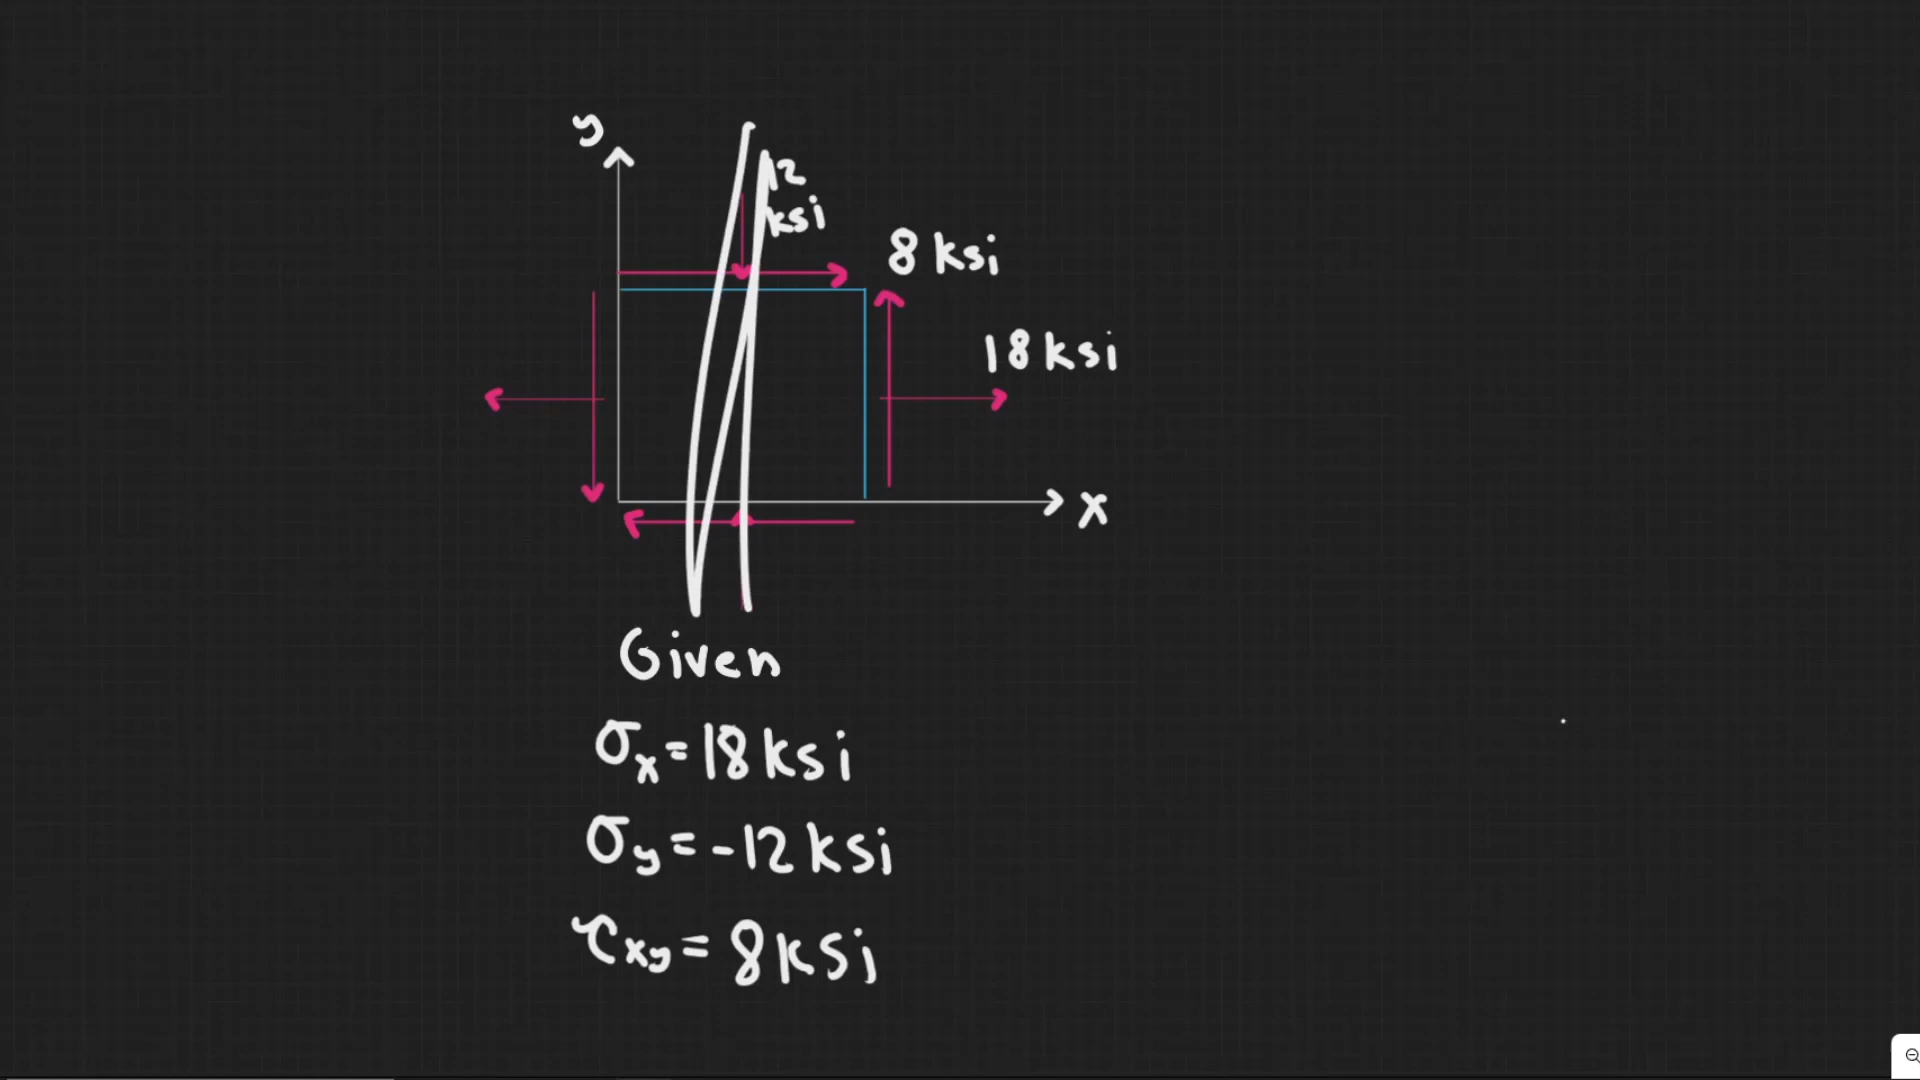 y
12
ksi
8 ksi
18 ksi
x
Given
σx = 18 ksi
σy = -12 ksi
τxy = 8 ksi